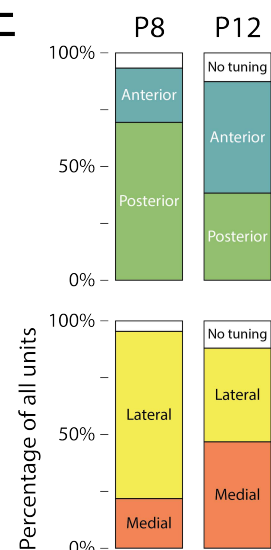 P8 P12
100%
No tuning
Anterior
Anterior
50%
Posterior
Posterior
0%
Percentage of all units
100%
No tuning
Lateral
Lateral
50%
Medial
Medial
0%